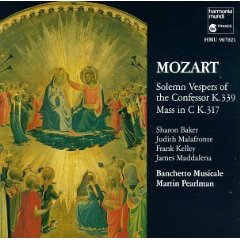 harmonia
mundi
FRANCE
HMU 907021
MOZART
Solemn Vespers
of the Confessor K.339
Mass in C K.317
Sharon Baker
Judith Malafronte
Frank Kelley
James Maddalena
Banchetto Musicale
Martin Pearlman